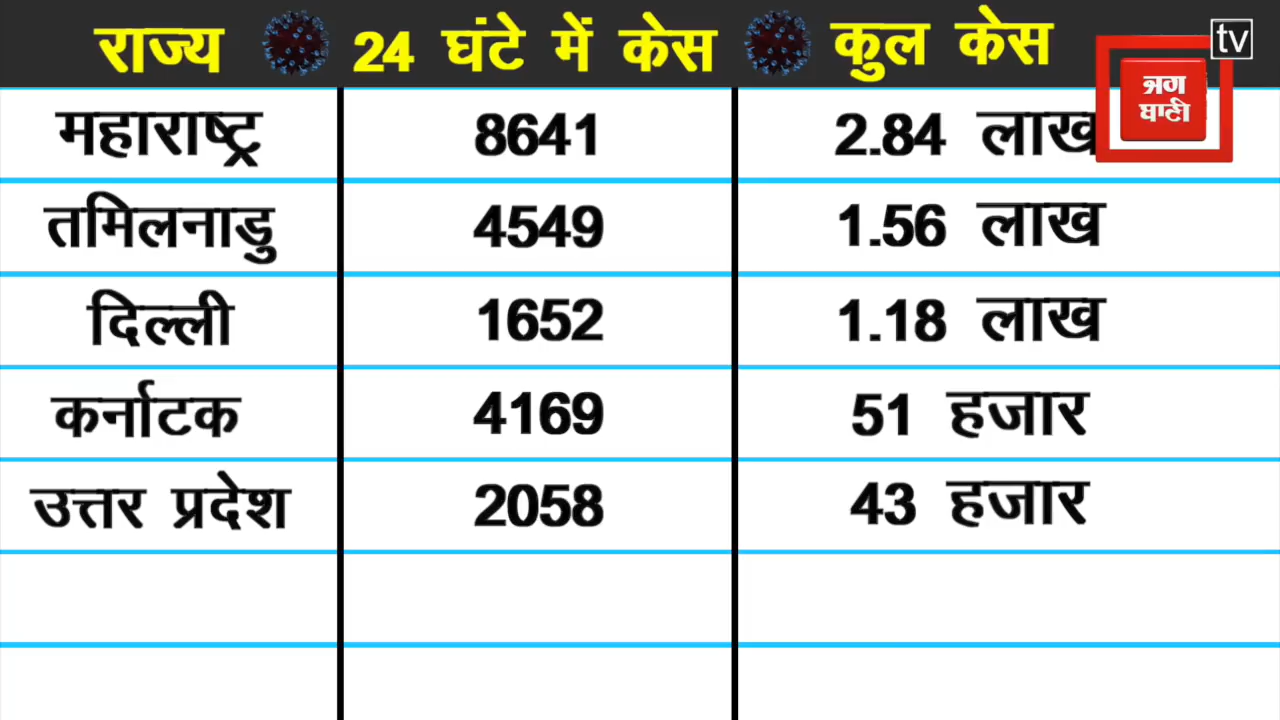 राज्य 24 घंटे में केस कुल केस
tv
ਜਗ
ਬਾਣੀ
महाराष्ट्र 8641 2.84 लाख
तमिलनाडु 4549 1.56 लाख
दिल्ली 1652 1.18 लाख
कर्नाटक 4169 51 हजार
उत्तर प्रदेश 2058 43 हजार